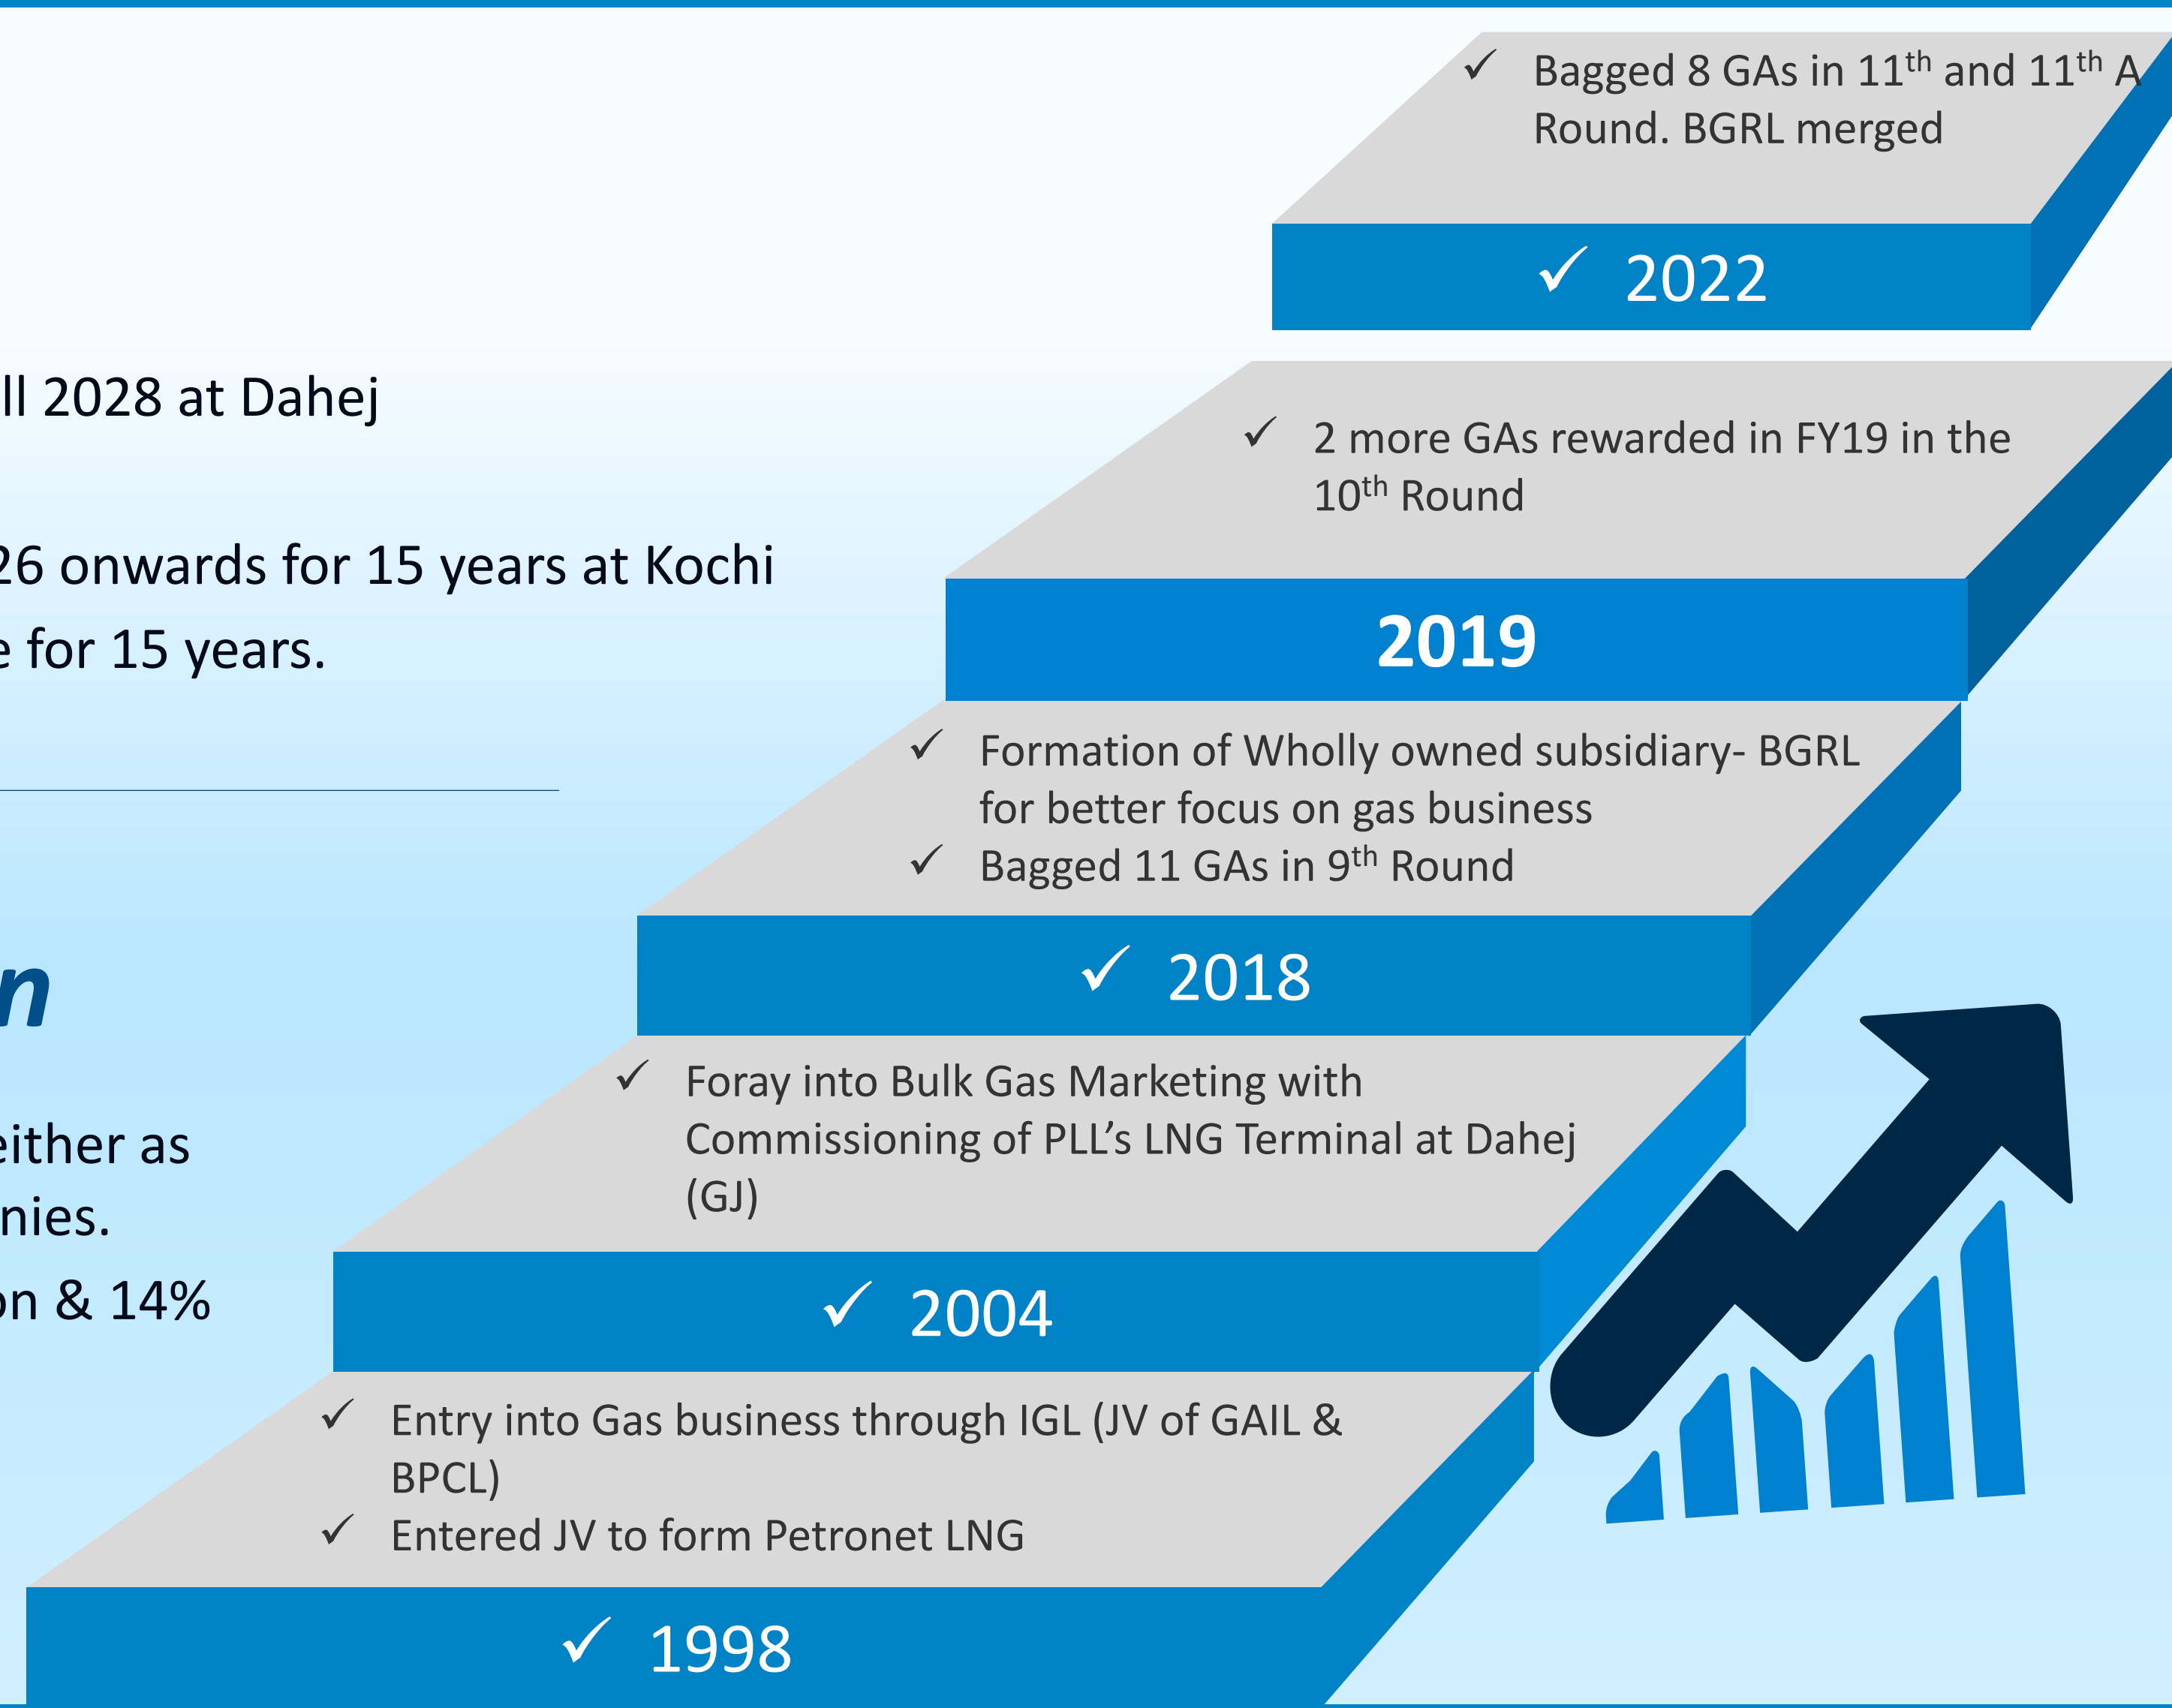 ll 2028 at Dahej
26 onwards for 15 years at Kochi
e for 15 years.
n
either as
nies.
on & 14%
✓ Bagged 8 GAs in 11th and 11th A
Round. BGRL merged
✓ 2022
✓ 2 more GAs rewarded in FY19 in the
10th Round
2019
✓ Formation of Wholly owned subsidiary- BGRL
for better focus on gas business
✓ Bagged 11 GAs in 9th Round
✓ 2018
✓ Foray into Bulk Gas Marketing with
Commissioning of PLL’s LNG Terminal at Dahej
(GJ)
✓ 2004
✓ Entry into Gas business through IGL (JV of GAIL &
BPCL)
✓ Entered JV to form Petronet LNG
✓ 1998